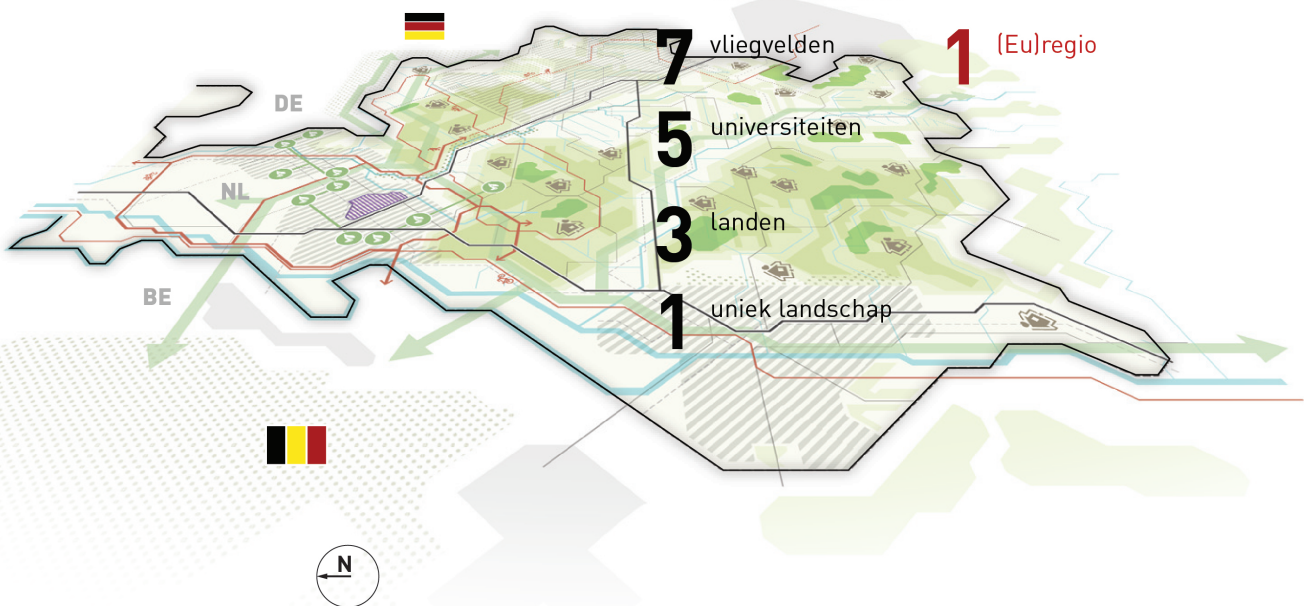 7 vliegvelden
1 (Eu)regio
DE
5 universiteiten
NL
3 landen
BE
1 uniek landschap
N